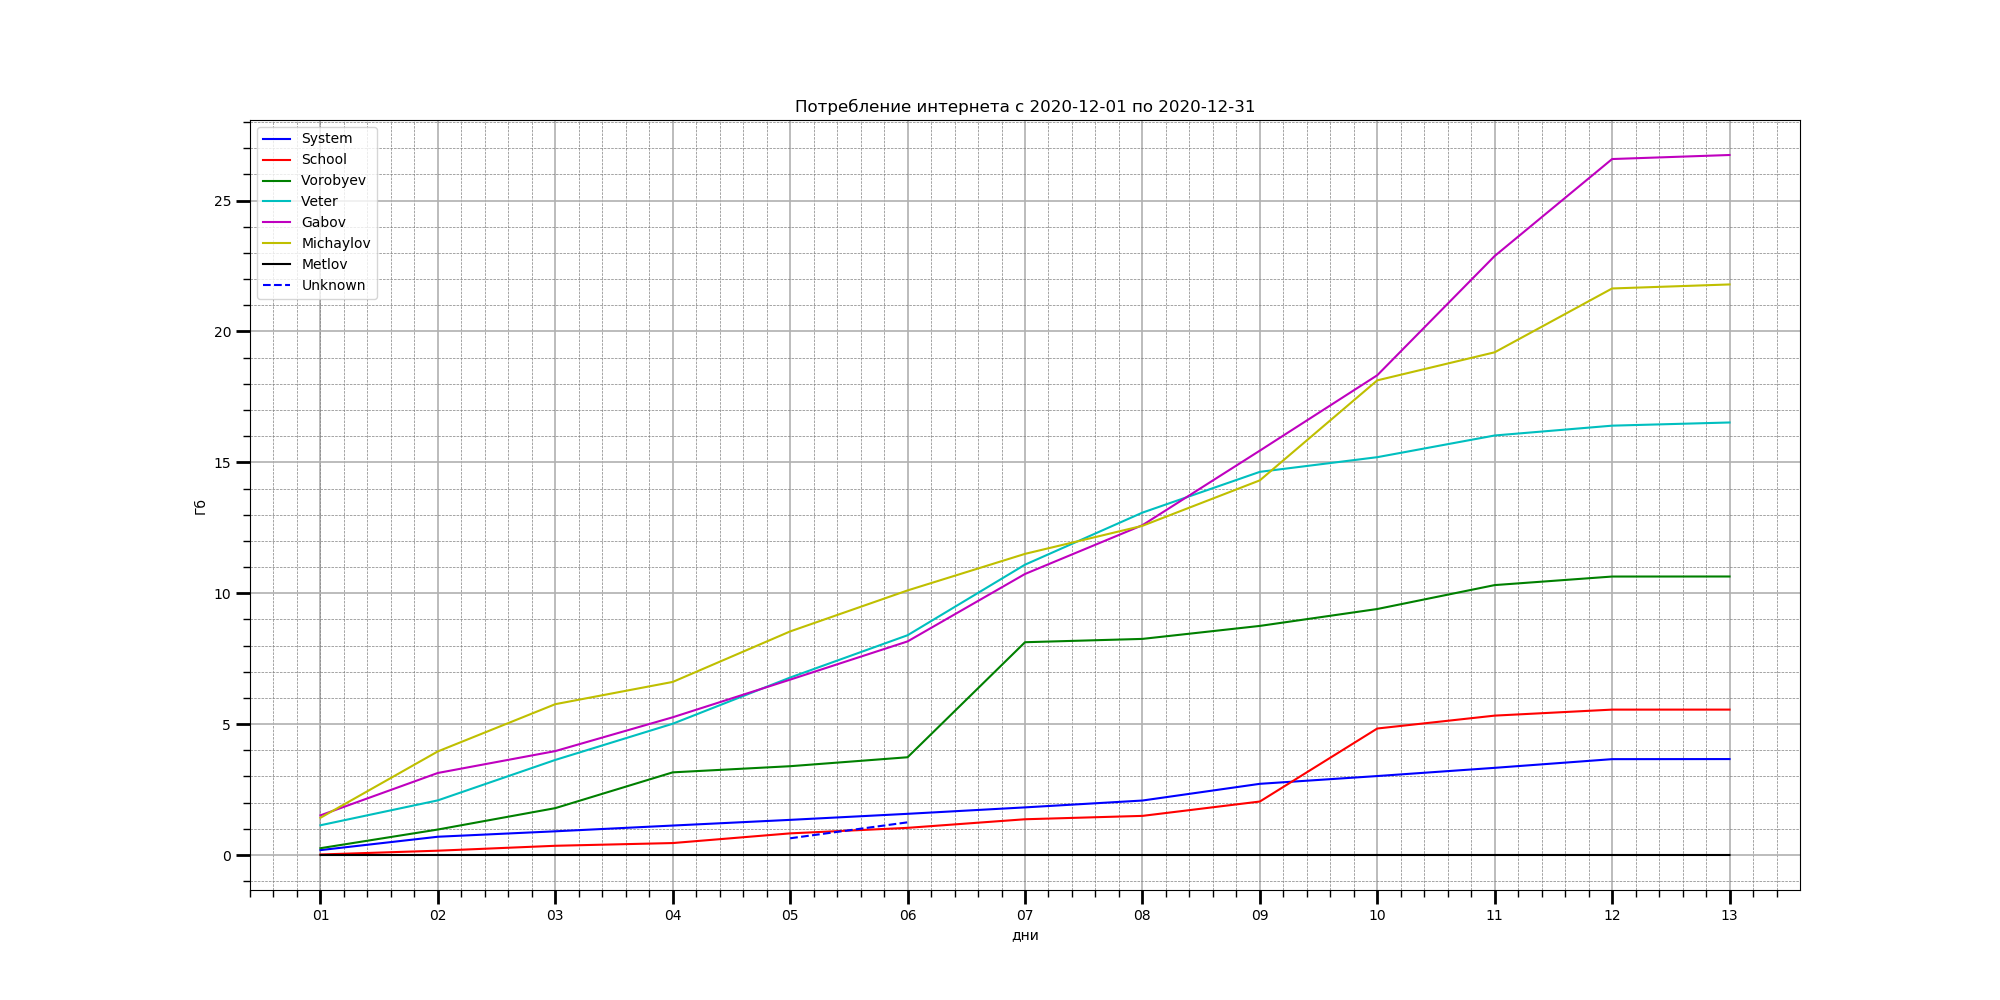 Потребление интернета с 2020-12-01 по 2020-12-31
System
School
Vorobyev
Veter
Gabov
Michaylov
Metlov
Unknown
25
20
15
10
5
0
Гб
01 02 03 04 05 06 07 08 09 10 11 12 13
дни